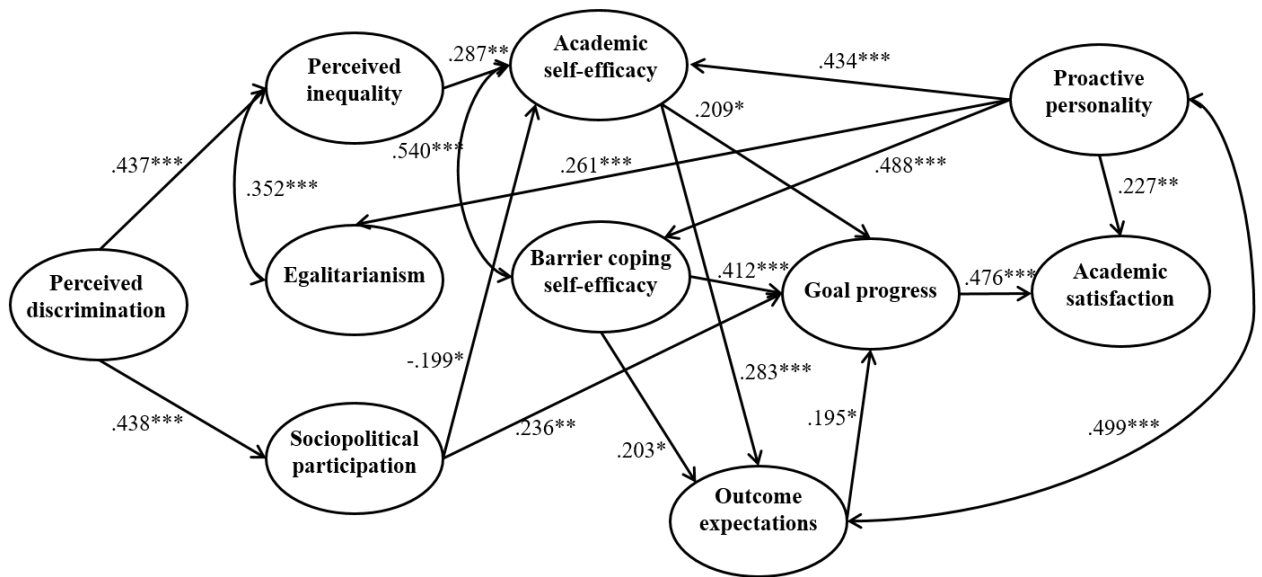 Perceived
inequality
.287**
Academic
self-efficacy
.434***
Proactive
personality
.209*
.437***
.540***
.352***
.261***
.488***
.227**
Perceived
discrimination
Egalitarianism
Barrier coping
self-efficacy
.412***
Goal progress
.476***
Academic
satisfaction
-.199*
.283***
.438***
Sociopolitical
participation
.236**
.203*
.195*
.499***
Outcome
expectations